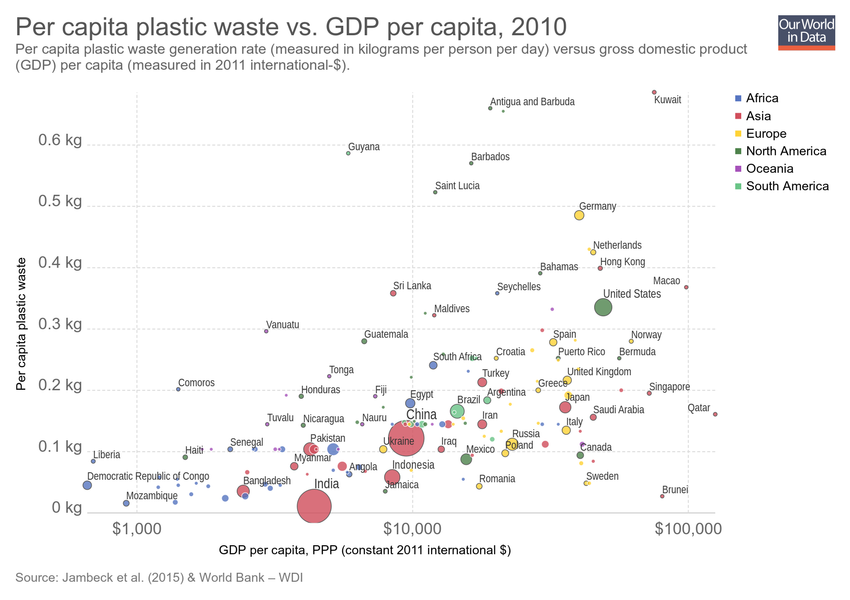 Per capita plastic waste vs. GDP per capita, 2010
Per capita plastic waste generation rate (measured in kilograms per person per day) versus gross domestic product
(GDP) per capita (measured in 2011 international-$).
Our World
in Data
Africa
Asia
Europe
North America
Oceania
South America
Per capita plastic waste
0.6 kg
0.5 kg
0.4 kg
0.3 kg
0.2 kg
0.1 kg
0 kg
Antigua and Barbuda
Kuwait
Guyana
Barbados
Saint Lucia
Germany
Netherlands
Hong Kong
Bahamas
Macao
Sri Lanka
Seychelles
United States
Maldives
Vanuatu
Guatemala
Spain
Norway
South Africa
Croatia
Puerto Rico
Bermuda
Tonga
Turkey
United Kingdom
Comoros
Honduras
Fiji
Egypt
Argentina
Greece
Singapore
Brazil
Japan
China
Saudi Arabia
Qatar
Tuvalu
Nicaragua
Nauru
Iran
Italy
Senegal
Pakistan
Ukraine
Iraq
Russia
Poland
Haiti
Mexico
Canada
Liberia
Myanmar
Angola
Indonesia
Democratic Republic of Congo
Bangladesh
India
Jamaica
Romania
Sweden
Mozambique
Brunei
$1,000
$10,000
$100,000
GDP per capita, PPP (constant 2011 international $)
Source: Jambeck et al. (2015) & World Bank – WDI